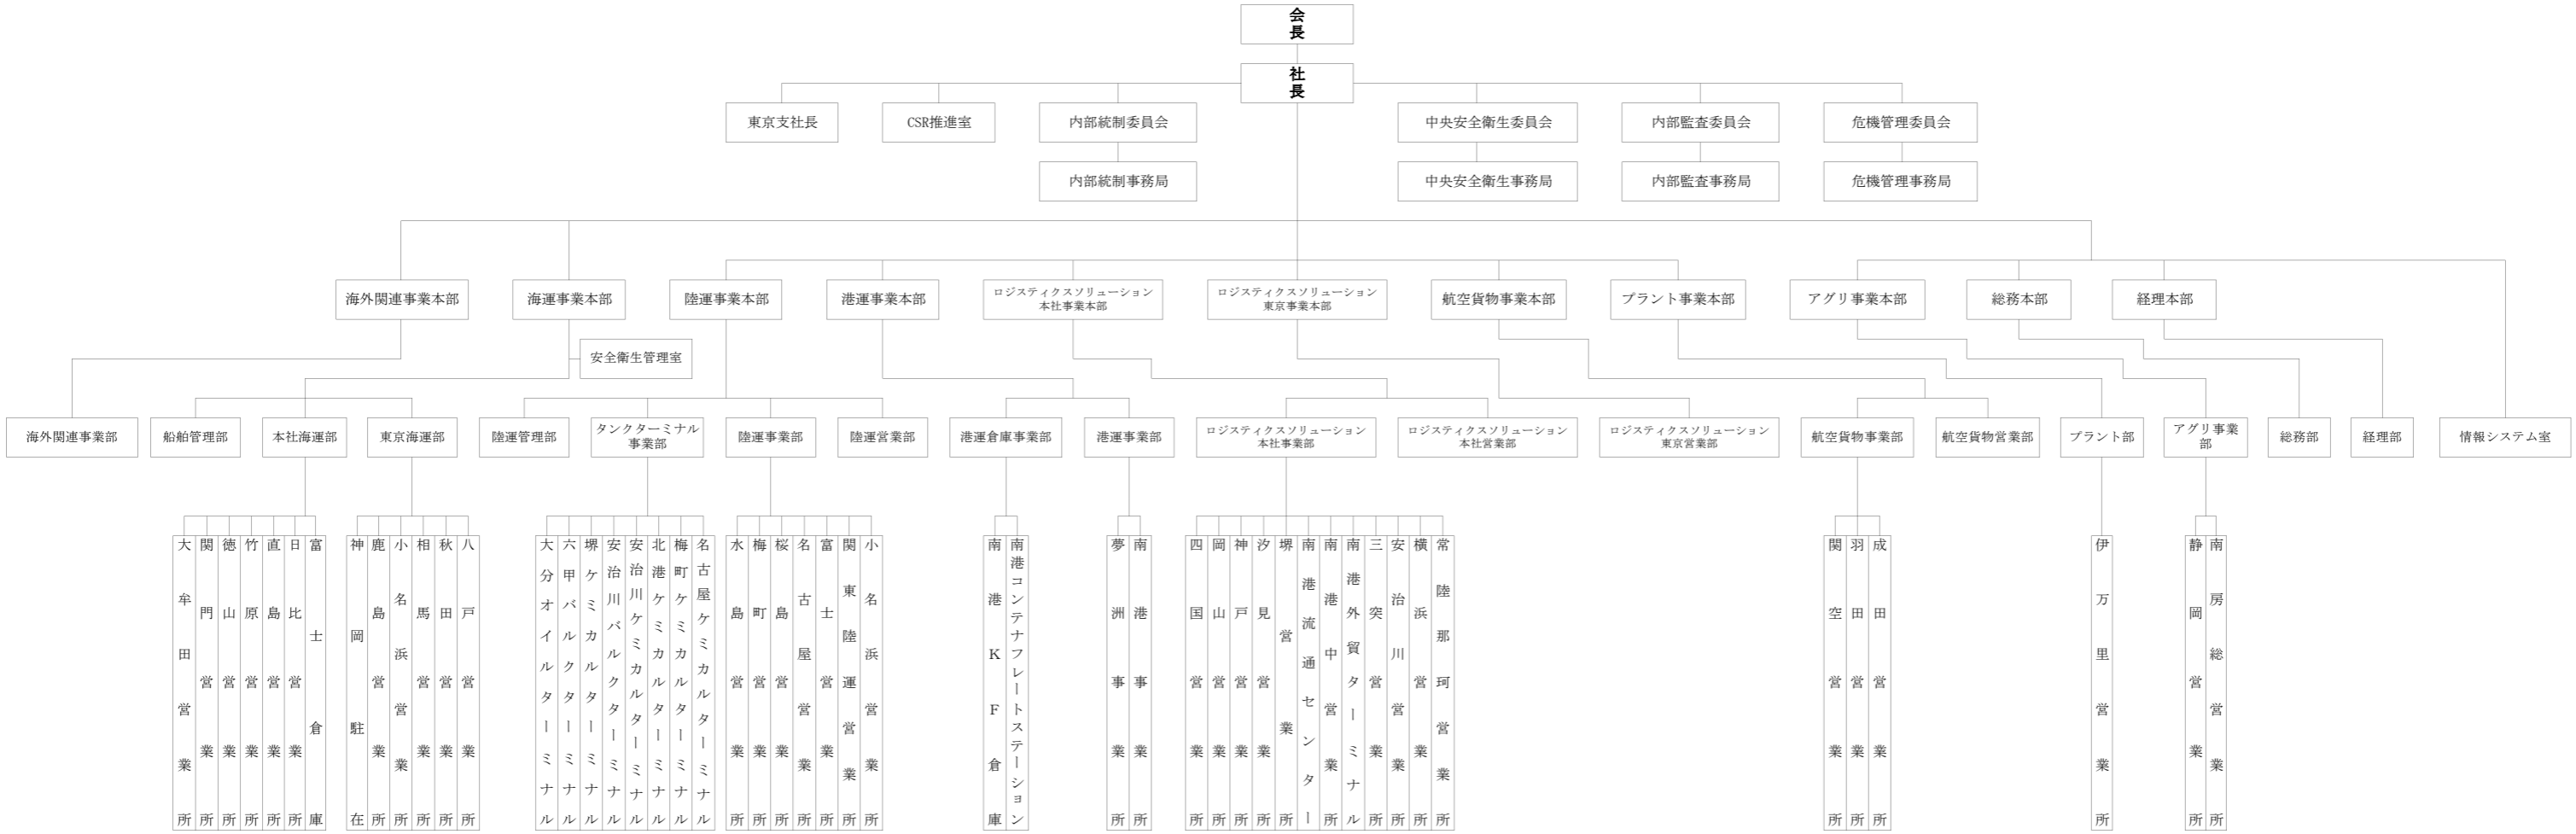 会長
社長
東京支社長
CSR推進室
内部統制委員会
中央安全衛生委員会
内部監査委員会
危機管理委員会
内部統制事務局
中央安全衛生事務局
内部監査事務局
危機管理事務局
海外関連事業本部
海運事業本部
陸運事業本部
港運事業本部
ロジスティクスソリューション
本社事業本部
ロジスティクスソリューション
東京事業本部
航空貨物事業本部
プラント事業本部
アグリ事業本部
総務本部
経理本部
安全衛生管理室
海外関連事業部
船舶管理部
本社海運部
東京海運部
陸運管理部
タンクターミナル
事業部
陸運事業部
陸運営業部
港運倉庫事業部
港運事業部
ロジスティクスソリューション
本社事業部
ロジスティクスソリューション
本社営業部
ロジスティクスソリューション
東京営業部
航空貨物事業部
航空貨物営業部
プラント部
アグリ事業
部
総務部
経理部
情報システム室
大牟田営業所
関門営業所
徳山営業所
竹原営業所
直島営業所
日比営業所
富士倉庫
神岡駐在
鹿島営業所
小名浜営業所
相馬営業所
秋田営業所
八戸営業所
大分オイルターミナル
六甲バルクターミナル
堺ケミカルターミナル
安治川バルクターミナル
安治川ケミカルターミナル
北港ケミカルターミナル
梅町ケミカルターミナル
名古屋ケミカルターミナル
水島営業所
梅町営業所
桜島営業所
名古屋営業所
富士営業所
関東陸運営業所
小名浜営業所
南港KF倉庫
南港コンテナフレートステーション
夢洲事業所
南港事業所
四国営業所
岡山営業所
神戸営業所
汐見営業所
堺営業所
南港流通センター
南港中営業所
南港外貿ターミナル
三突営業所
安治川営業所
横浜営業所
常陸那珂営業所
関空営業所
羽田営業所
成田営業所
伊万里営業所
静岡営業所
南房総営業所